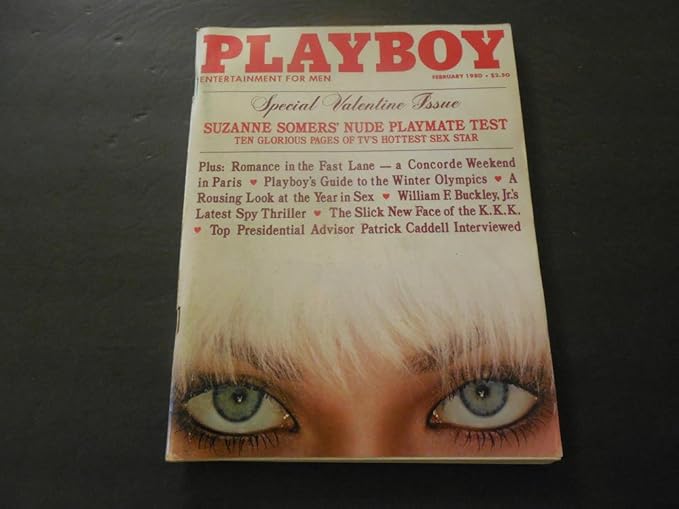 PLAYBOY
ENTERTAINMENT FOR MEN FEBRUARY 1980 • $2.50
Special Valentine Issue
SUZANNE SOMERS' NUDE PLAYMATE TEST
TEN GLORIOUS PAGES OF TV'S HOTTEST SEX STAR
Plus: Romance in the Fast Lane — a Concorde Weekend
in Paris ♥ Playboy's Guide to the Winter Olympics ♥ A
Rousing Look at the Year in Sex ♥ William F. Buckley, Jr.'s
Latest Spy Thriller ♥ The Slick New Face of the K.K.K.
♥ Top Presidential Advisor Patrick Caddell Interviewed